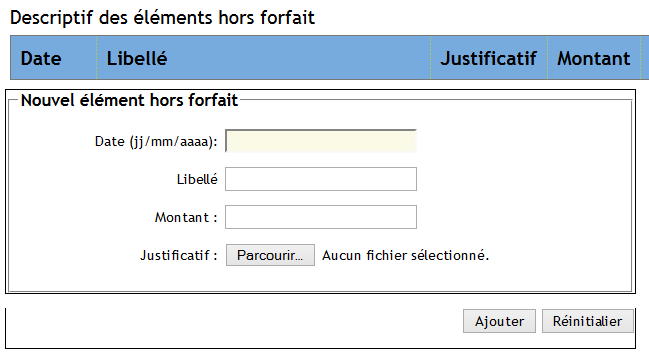 Descriptif des éléments hors forfait
Date Libellé Justificatif Montant
Nouvel élément hors forfait
Date (jj/mm/aaaa):
Libellé
Montant :
Justificatif : Parcourir... Aucun fichier sélectionné.
Ajouter Réinitialier